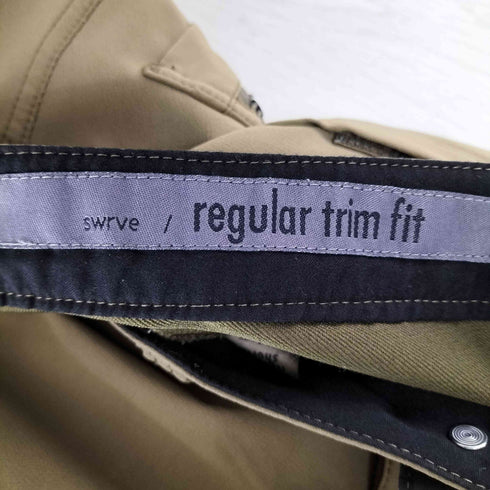 swrve / regular trim fit